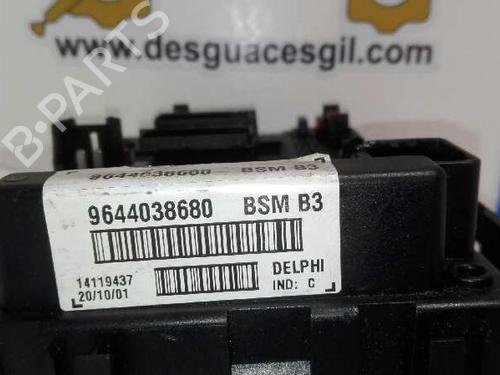 www.desguacesgil.com
B-PARTS
9644038680 BSM B3
9644038680 BSM B3
14119437
20/10/01
DELPHI
IND: C